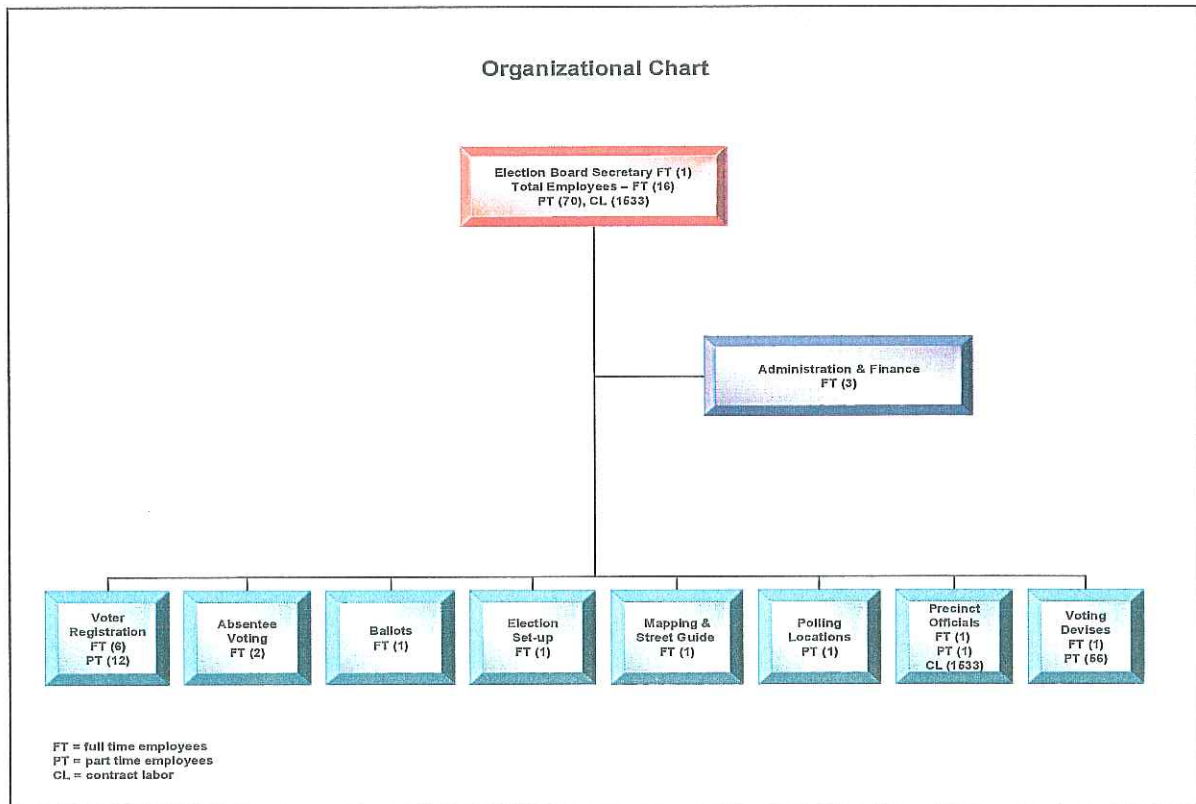 Organizational Chart
Election Board Secretary FT (1)
Total Employees – FT (16)
PT (70), CL (1533)
Administration & Finance
FT (3)
Voter
Registration
FT (6)
PT (12)
Absentee
Voting
FT (2)
Ballots
FT (1)
Election
Set-up
FT (1)
Mapping &
Street Guide
FT (1)
Polling
Locations
PT (1)
Precinct
Officials
FT (1)
PT (1)
CL (1533)
Voting
Devises
FT (1)
PT (56)
FT = full time employees
PT = part time employees
CL = contract labor